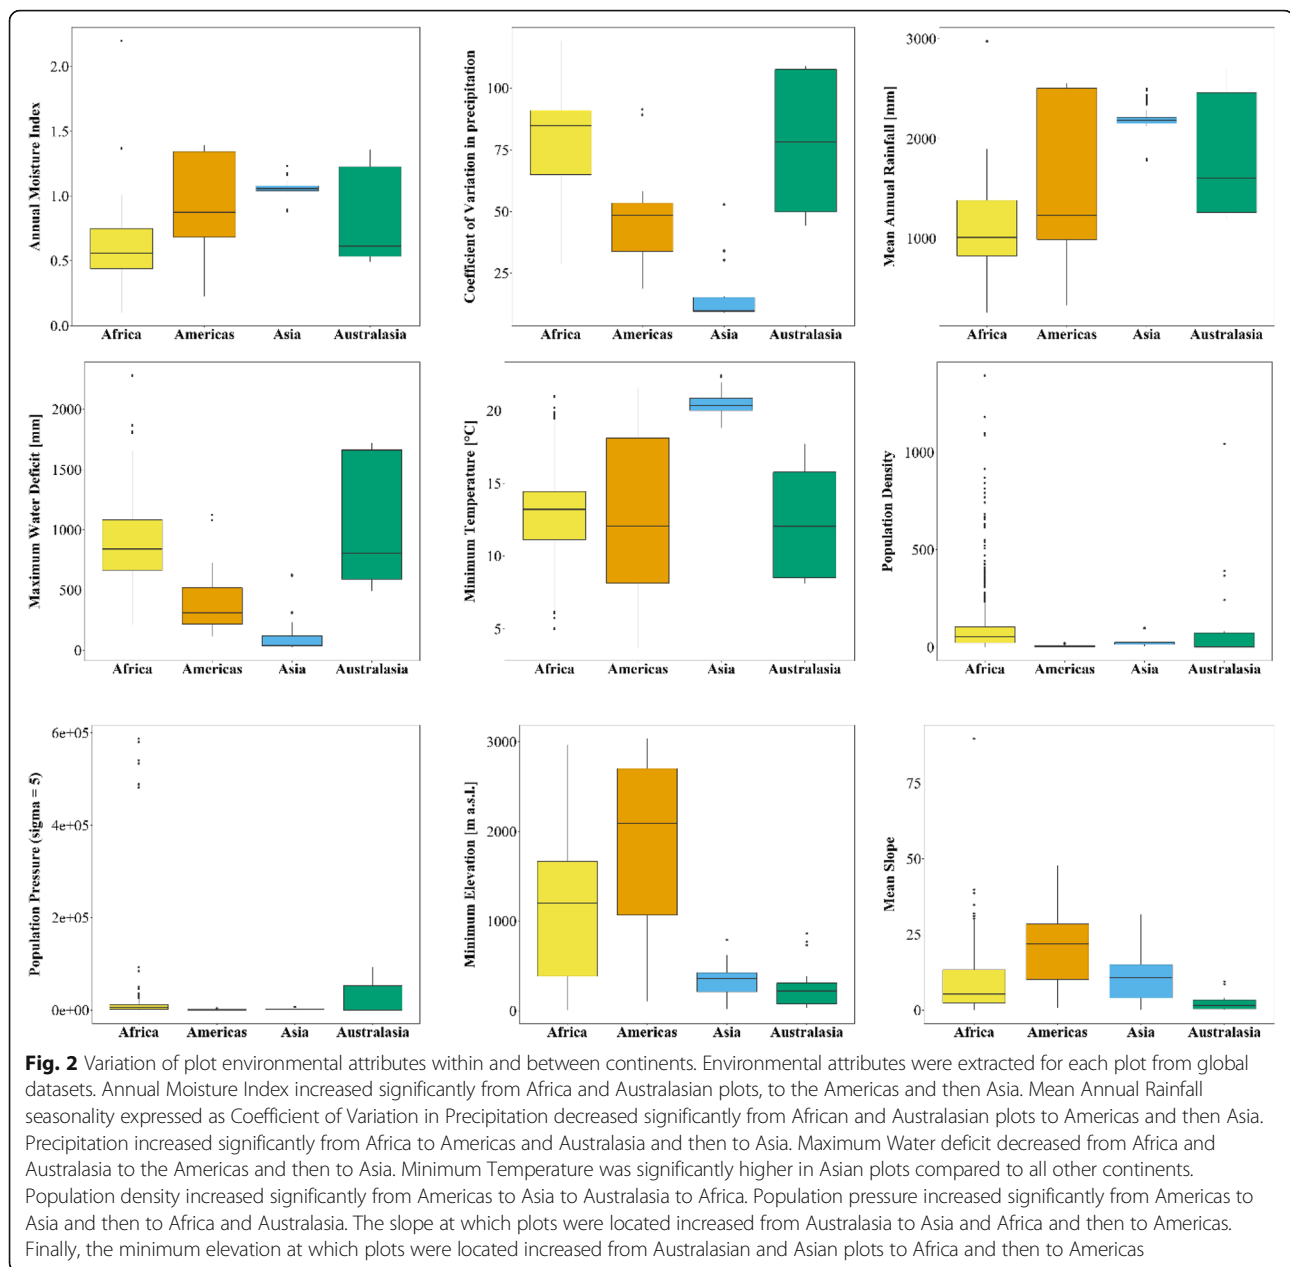 Annual Moisture Index
2.0
1.5
1.0
0.5
0.0
Africa Americas Asia Australasia
Coefficient of Variation in precipitation
100
75
50
25
Africa Americas Asia Australasia
Mean Annual Rainfall [mm]
3000
2000
1000
Africa Americas Asia Australasia
Maximum Water Deficit [mm]
2000
1500
1000
500
0
Africa Americas Asia Australasia
Minimum Temperature [°C]
20
15
10
5
Africa Americas Asia Australasia
Population Density
1000
500
0
Africa Americas Asia Australasia
Population Pressure (sigma = 5)
6e+05
4e+05
2e+05
0e+00
Africa Americas Asia Australasia
Minimum Elevation [m a.s.l.]
3000
2000
1000
0
Africa Americas Asia Australasia
Mean Slope
75
50
25
0
Africa Americas Asia Australasia
Fig. 2 Variation of plot environmental attributes within and between continents. Environmental attributes were extracted for each plot from global
datasets. Annual Moisture Index increased significantly from Africa and Australasian plots, to the Americas and then Asia. Mean Annual Rainfall
seasonality expressed as Coefficient of Variation in Precipitation decreased significantly from African and Australasian plots to Americas and then Asia.
Precipitation increased significantly from Africa to Americas and Australasia and then to Asia. Maximum Water deficit decreased from Africa and
Australasia to the Americas and then to Asia. Minimum Temperature was significantly higher in Asian plots compared to all other continents.
Population density increased significantly from Americas to Asia to Australasia to Africa. Population pressure increased significantly from Americas to
Asia and then to Africa and Australasia. The slope at which plots were located increased from Australasia to Asia and Africa and then to Americas.
Finally, the minimum elevation at which plots were located increased from Australasian and Asian plots to Africa and then to Americas